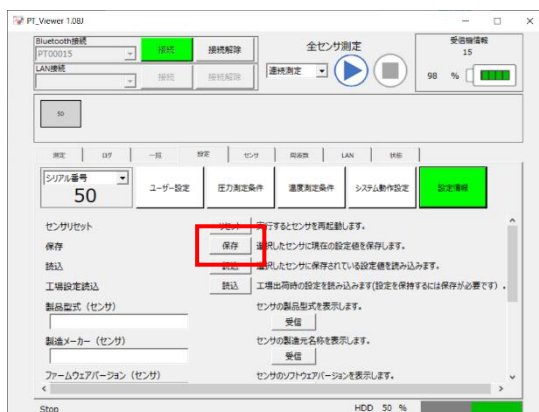 PT_Viewer 1.08J
Bluetooth接続
PT00015 接続 接続解除
全センサ測定
連続測定
受信機情報
15
98 %
LAN接続
接続 接続解除
50
測定 ログ 一覧 設定 センサ 周波数 LAN 状態
シリアル番号
50
ユーザー設定 圧力測定条件 温度測定条件 システム動作設定 設定情報
センサリセット リセット 実行するとセンサを再起動します。
保存 保存 選択したセンサに現在の設定値を保存します。
読込 読込 選択したセンサに保存されている設定値を読み込みます。
工場設定読込 読込 工場出荷時の設定を読み込みます(設定を保持するには保存が必要です)。
製品型式(センサ) センサの製品型式を表示します。
受信
製造メーカー(センサ) センサの製造元名称を表示します。
受信
ファームウェアバージョン(センサ) センサのソフトウェアバージョンを表示します。
Stop HDD 50 %